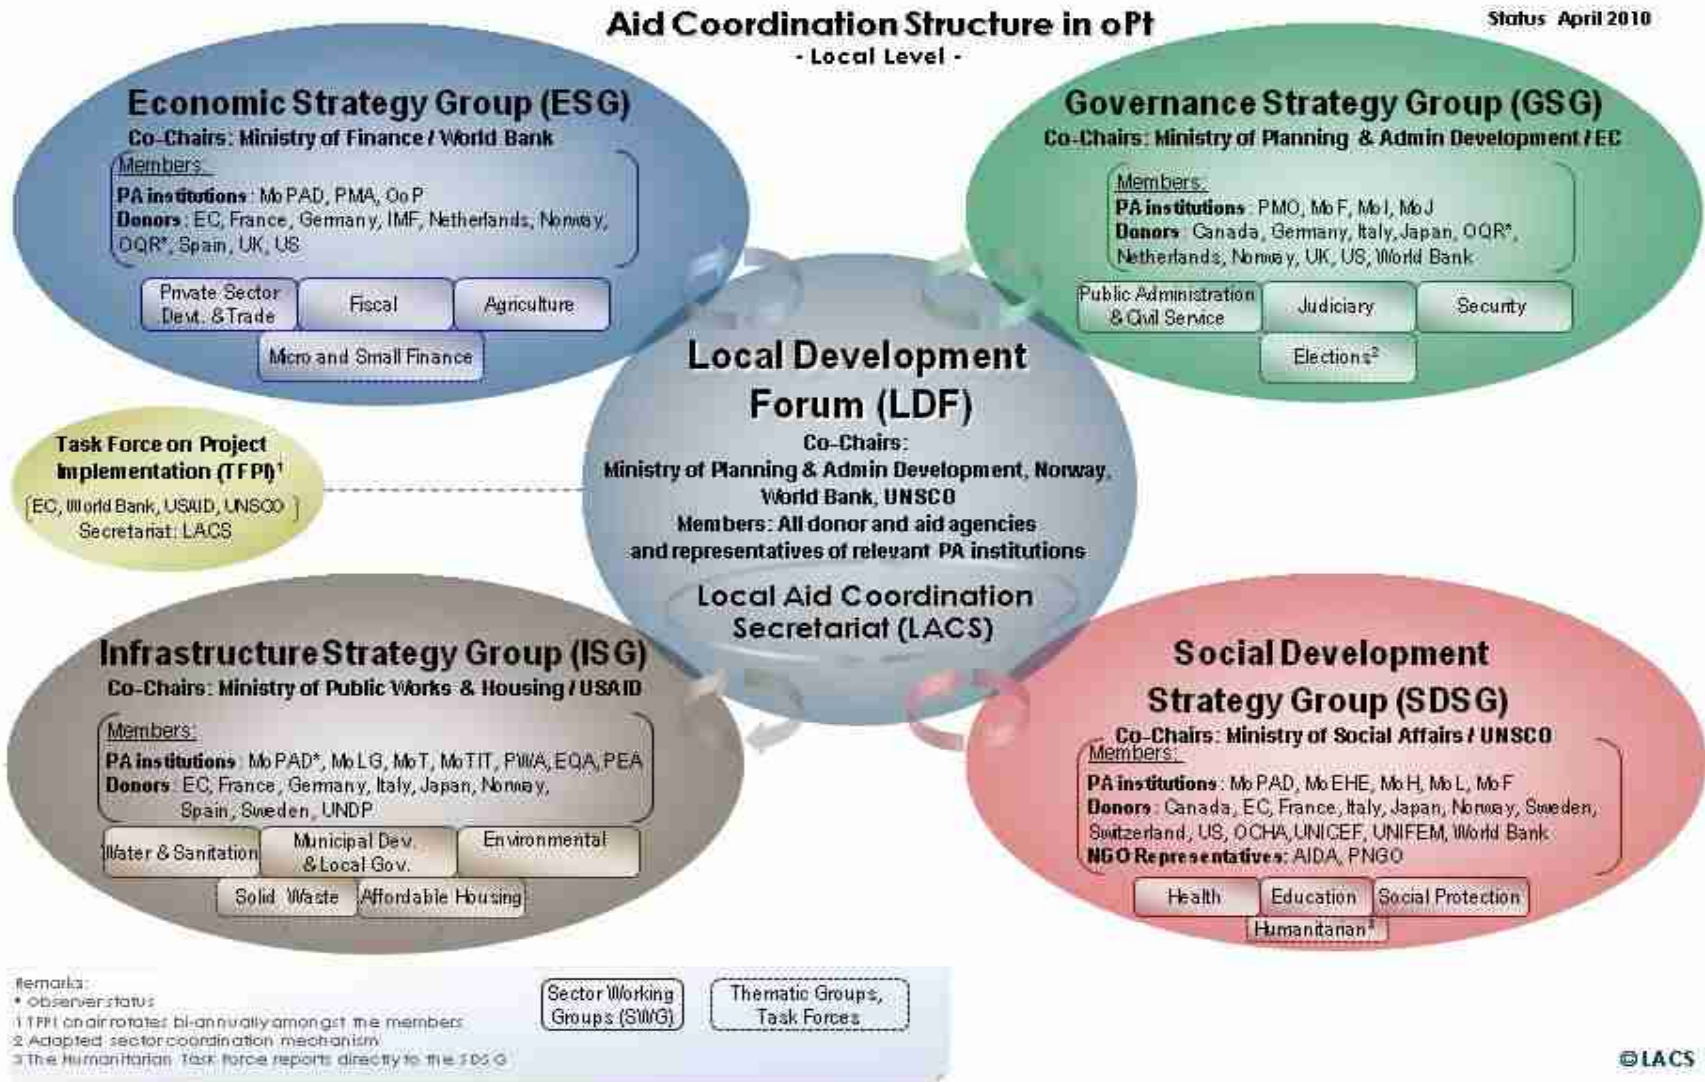 Aid Coordination Structure in oPt
- Local Level -
Status April 2010
Economic Strategy Group (ESG)
Co-Chairs: Ministry of Finance / World Bank
Members:
PA institutions: MoPAD, PMA, OoP
Donors: EC, France, Germany, IMF, Netherlands, Norway,
OQR*, Spain, UK, US
Private Sector
Devt. & Trade
Fiscal
Agriculture
Micro and Small Finance
Governance Strategy Group (GSG)
Co-Chairs: Ministry of Planning & Admin Development / EC
Members:
PA institutions: PMO, MoF, MoI, MoJ
Donors: Canada, Germany, Italy, Japan, OQR*,
Netherlands, Norway, UK, US, World Bank
Public Administration
& Civil Service
Judiciary
Security
Elections²
Local Development
Forum (LDF)
Co-Chairs:
Ministry of Planning & Admin Development, Norway,
World Bank, UNSCO
Members: All donor and aid agencies
and representatives of relevant PA institutions
Local Aid Coordination
Secretariat (LACS)
Task Force on Project
Implementation (TFPI)¹
EC, World Bank, USAID, UNSCO
Secretariat: LACS
Infrastructure Strategy Group (ISG)
Co-Chairs: Ministry of Public Works & Housing / USAID
Members:
PA institutions: MoPAD*, MoLG, MoT, MoTIT, PWA, EQA, PEA
Donors: EC, France, Germany, Italy, Japan, Norway,
Spain, Sweden, UNDP
Water & Sanitation
Municipal Dev.
& Local Gov.
Environmental
Solid Waste
Affordable Housing
Social Development
Strategy Group (SDSG)
Co-Chairs: Ministry of Social Affairs / UNSCO
Members:
PA institutions: MoPAD, MoEHE, MoH, MoL, MoF
Donors: Canada, EC, France, Italy, Japan, Norway, Sweden,
Switzerland, US, OCHA, UNICEF, UNIFEM, World Bank
NGO Representatives: AIDA, PNGO
Health
Education
Social Protection
Humanitarian³
Remarks:
* Observer status
1 TFPI chair rotates bi-annually amongst the members
2 Adapted sector coordination mechanism
3 The Humanitarian Task Force reports directly to the SDSG
Sector Working
Groups (SWG)
Thematic Groups,
Task Forces
©LACS